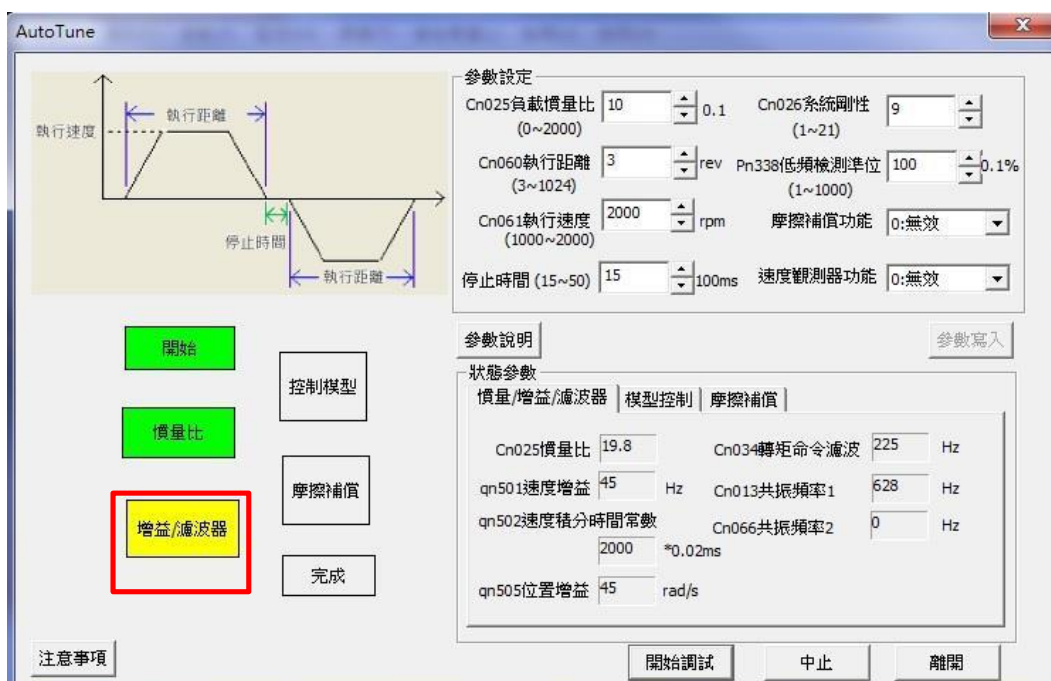 AutoTune
執行距離
執行速度
停止時間
執行距離
參數設定
Cn025負載慣量比 10 0.1
(0~2000)
Cn026系統剛性 9
(1~21)
Cn060執行距離 3 rev
(3~1024)
Pn338低頻檢測準位 100 0.1%
(1~1000)
Cn061執行速度 2000 rpm
(1000~2000)
摩擦補償功能 0:無效
停止時間 (15~50) 15 100ms
速度觀測器功能 0:無效
開始
慣量比
增益/濾波器
控制模型
摩擦補償
完成
參數說明
參數寫入
狀態參數
慣量/增益/濾波器 模型控制 摩擦補償
Cn025慣量比 19.8
Cn034轉矩命令濾波 225 Hz
qn501速度增益 45 Hz
Cn013共振頻率1 628 Hz
qn502速度積分時間常數
2000 *0.02ms
Cn066共振頻率2 0 Hz
qn505位置增益 45 rad/s
注意事項
開始調試
中止
離開